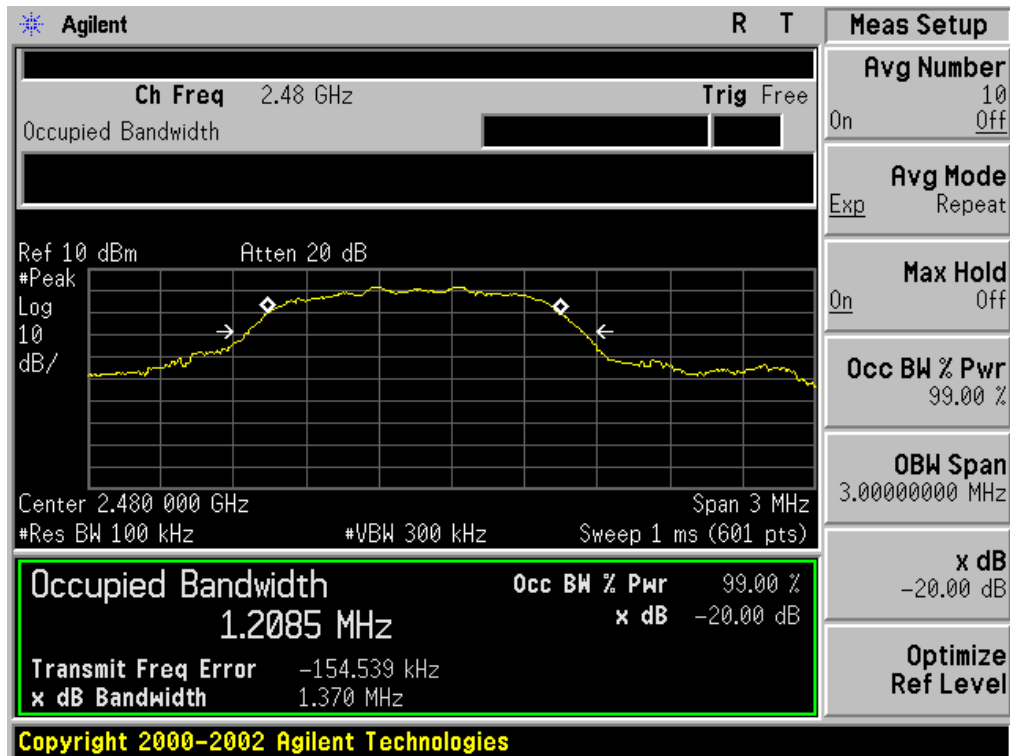 Agilent R T
Ch Freq 2.48 GHz Trig Free
Occupied Bandwidth
Ref 10 dBm Atten 20 dB
#Peak
Log
10
dB/
Center 2.480 000 GHz Span 3 MHz
#Res BW 100 kHz #VBW 300 kHz Sweep 1 ms (601 pts)
Occupied Bandwidth
1.2085 MHz
Occ BW % Pwr 99.00 %
x dB -20.00 dB
Transmit Freq Error -154.539 kHz
x dB Bandwidth 1.370 MHz
Copyright 2000-2002 Agilent Technologies
Meas Setup
Avg Number
10
On Off
Avg Mode
Exp Repeat
Max Hold
On Off
Occ BW % Pwr
99.00 %
OBW Span
3.00000000 MHz
x dB
-20.00 dB
Optimize
Ref Level